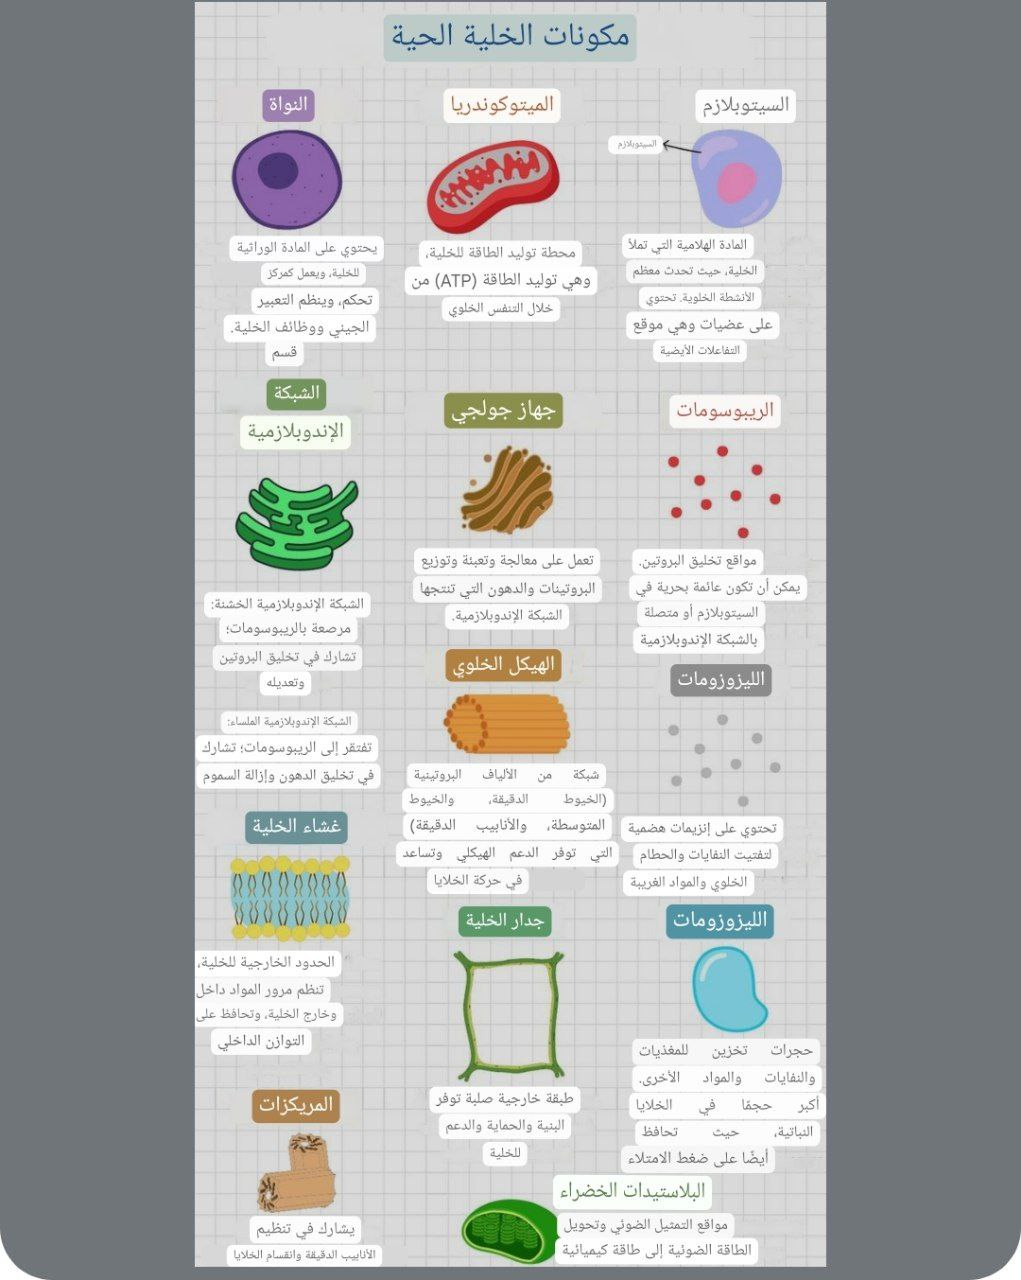 مكونات الخلية الحية
السيتوبلازم
السيتوبلازم
المادة الهلامية التي تملأ
الخلية، حيث تحدث معظم
الأنشطة الخلوية. تحتوي
على عضيات وهي موقع
التفاعلات الأيضية
الميتوكوندريا
محطة توليد الطاقة للخلية،
وهي توليد الطاقة (ATP) من
خلال التنفس الخلوي
النواة
يحتوي على المادة الوراثية
للخلية، ويعمل كمركز
تحكم، وينظم التعبير
الجيني ووظائف الخلية.
قسم
الريبوسومات
مواقع تخليق البروتين.
يمكن أن تكون عائمة بحرية في
السيتوبلازم أو متصلة
بالشبكة الإندوبلازمية
جهاز جولجي
تعمل على معالجة وتعبئة وتوزيع
البروتينات والدهون التي تنتجها
الشبكة الإندوبلازمية.
الشبكة
الإندوبلازمية
الشبكة الإندوبلازمية الخشنة:
مرصعة بالريبوسومات؛
تشارك في تخليق البروتين
وتعديله
الشبكة الإندوبلازمية الملساء:
تفتقر إلى الريبوسومات؛ تشارك
في تخليق الدهون وإزالة السموم
الليزوزومات
تحتوي على إنزيمات هضمية
لتفتيت النفايات والحطام
الخلوي والمواد الغريبة
الهيكل الخلوي
شبكة من الألياف البروتينية
(الخيوط الدقيقة، والخيوط
المتوسطة، والأنابيب الدقيقة)
التي توفر الدعم الهيكلي وتساعد
في حركة الخلايا
غشاء الخلية
الحدود الخارجية للخلية،
تنظم مرور المواد داخل
وخارج الخلية، وتحافظ على
التوازن الداخلي
الليزوزومات
حجرات تخزين للمغذيات
والنفايات والمواد الأخرى.
أكبر حجمًا في الخلايا
النباتية، حيث تحافظ
أيضًا على ضغط الامتلاء
جدار الخلية
طبقة خارجية صلبة توفر
البنية والحماية والدعم
للخلية
المريكزات
يشارك في تنظيم
الأنابيب الدقيقة وانقسام الخلايا
البلاستيدات الخضراء
مواقع التمثيل الضوئي وتحويل
الطاقة الضوئية إلى طاقة كيميائية